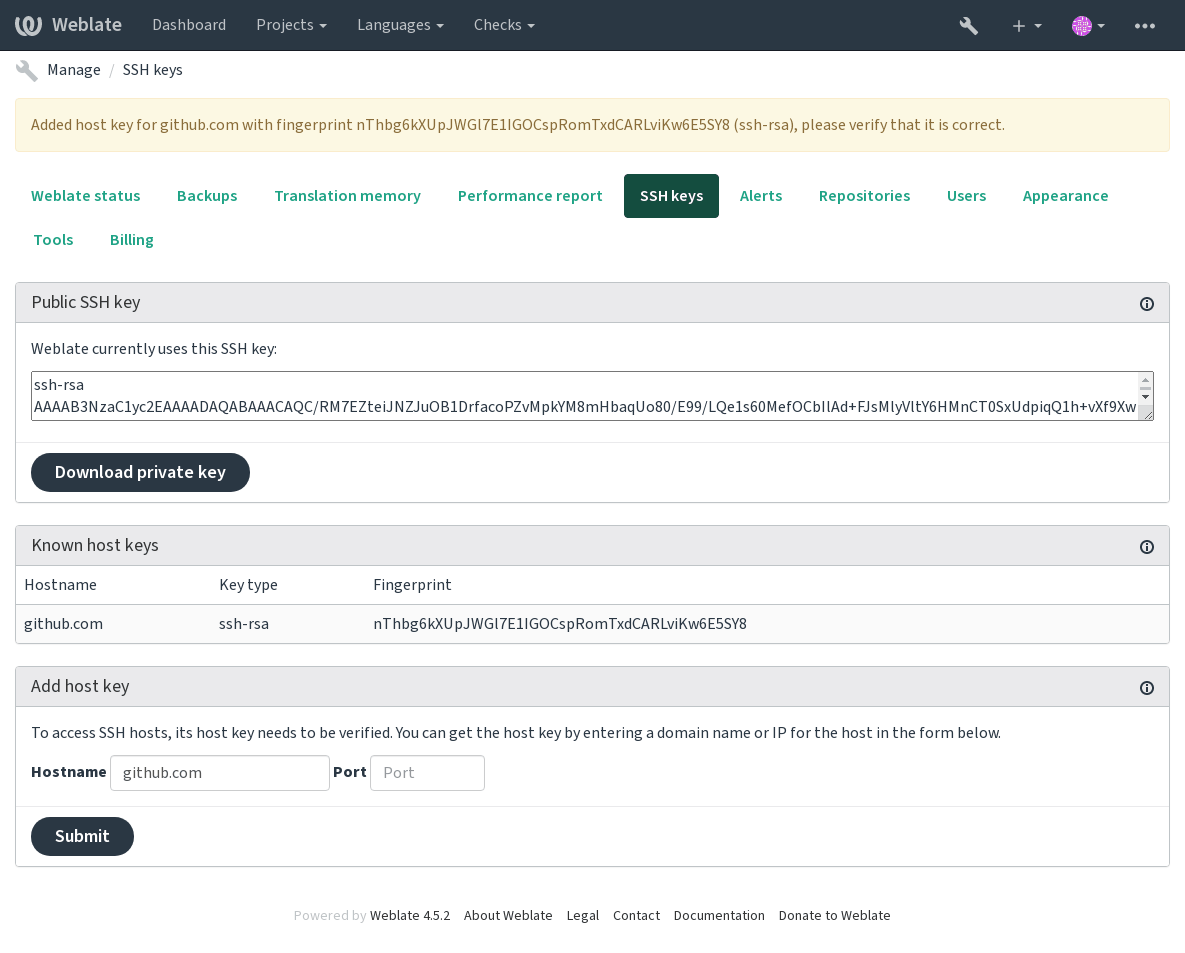 Weblate Dashboard Projects Languages Checks
Manage / SSH keys
Added host key for github.com with fingerprint nThbg6kXUpJWGl7E1IGOCspRomTxdCARLviKw6E5SY8 (ssh-rsa), please verify that it is correct.
Weblate status Backups Translation memory Performance report SSH keys Alerts Repositories Users Appearance
Tools Billing
Public SSH key
Weblate currently uses this SSH key:
ssh-rsa
AAAAB3NzaC1yc2EAAAADAQABAAACAQC/RM7EZteiJNZJuOB1DrfacoPZvMpkYM8mHbaqUo80/E99/LQe1s60MefOCbIlAd+FJsMlyVltY6HMnCT0SxUdpiqQ1h+vXf9Xw
Download private key
Known host keys
Hostname Key type Fingerprint
github.com ssh-rsa nThbg6kXUpJWGl7E1IGOCspRomTxdCARLviKw6E5SY8
Add host key
To access SSH hosts, its host key needs to be verified. You can get the host key by entering a domain name or IP for the host in the form below.
Hostname github.com Port Port
Submit
Powered by Weblate 4.5.2 About Weblate Legal Contact Documentation Donate to Weblate